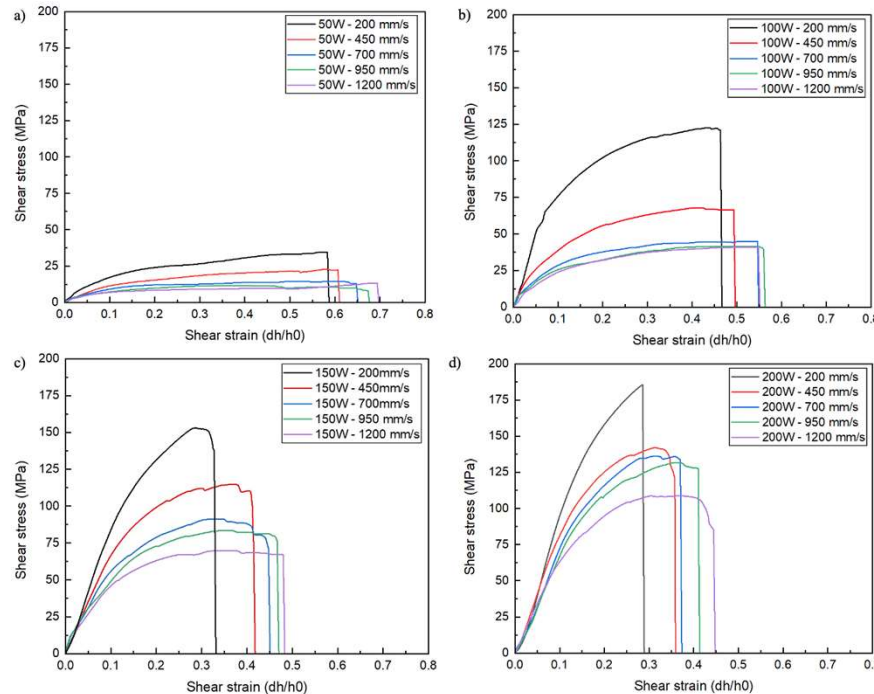 a)
200
175
150
125
100
75
50
25
0
Shear stress (MPa)
50W - 200 mm/s
50W - 450 mm/s
50W - 700 mm/s
50W - 950 mm/s
50W - 1200 mm/s
0.0 0.1 0.2 0.3 0.4 0.5 0.6 0.7 0.8
Shear strain (dh/h0)
b)
200
175
150
125
100
75
50
25
0
Shear stress (MPa)
100W - 200 mm/s
100W - 450 mm/s
100W - 700 mm/s
100W - 950 mm/s
100W - 1200 mm/s
0.0 0.1 0.2 0.3 0.4 0.5 0.6 0.7 0.8
Shear strain (dh/h0)
c)
200
175
150
125
100
75
50
25
0
Shear stress (MPa)
150W - 200mm/s
150W - 450mm/s
150W - 700mm/s
150W - 950 mm/s
150W - 1200 mm/s
0.0 0.1 0.2 0.3 0.4 0.5 0.6 0.7 0.8
Shear strain (dh/h0)
d)
200
175
150
125
100
75
50
25
0
Shear stress (MPa)
200W - 200 mm/s
200W - 450 mm/s
200W - 700 mm/s
200W - 950 mm/s
200W - 1200 mm/s
0.0 0.1 0.2 0.3 0.4 0.5 0.6 0.7 0.8
Shear strain (dh/h0)